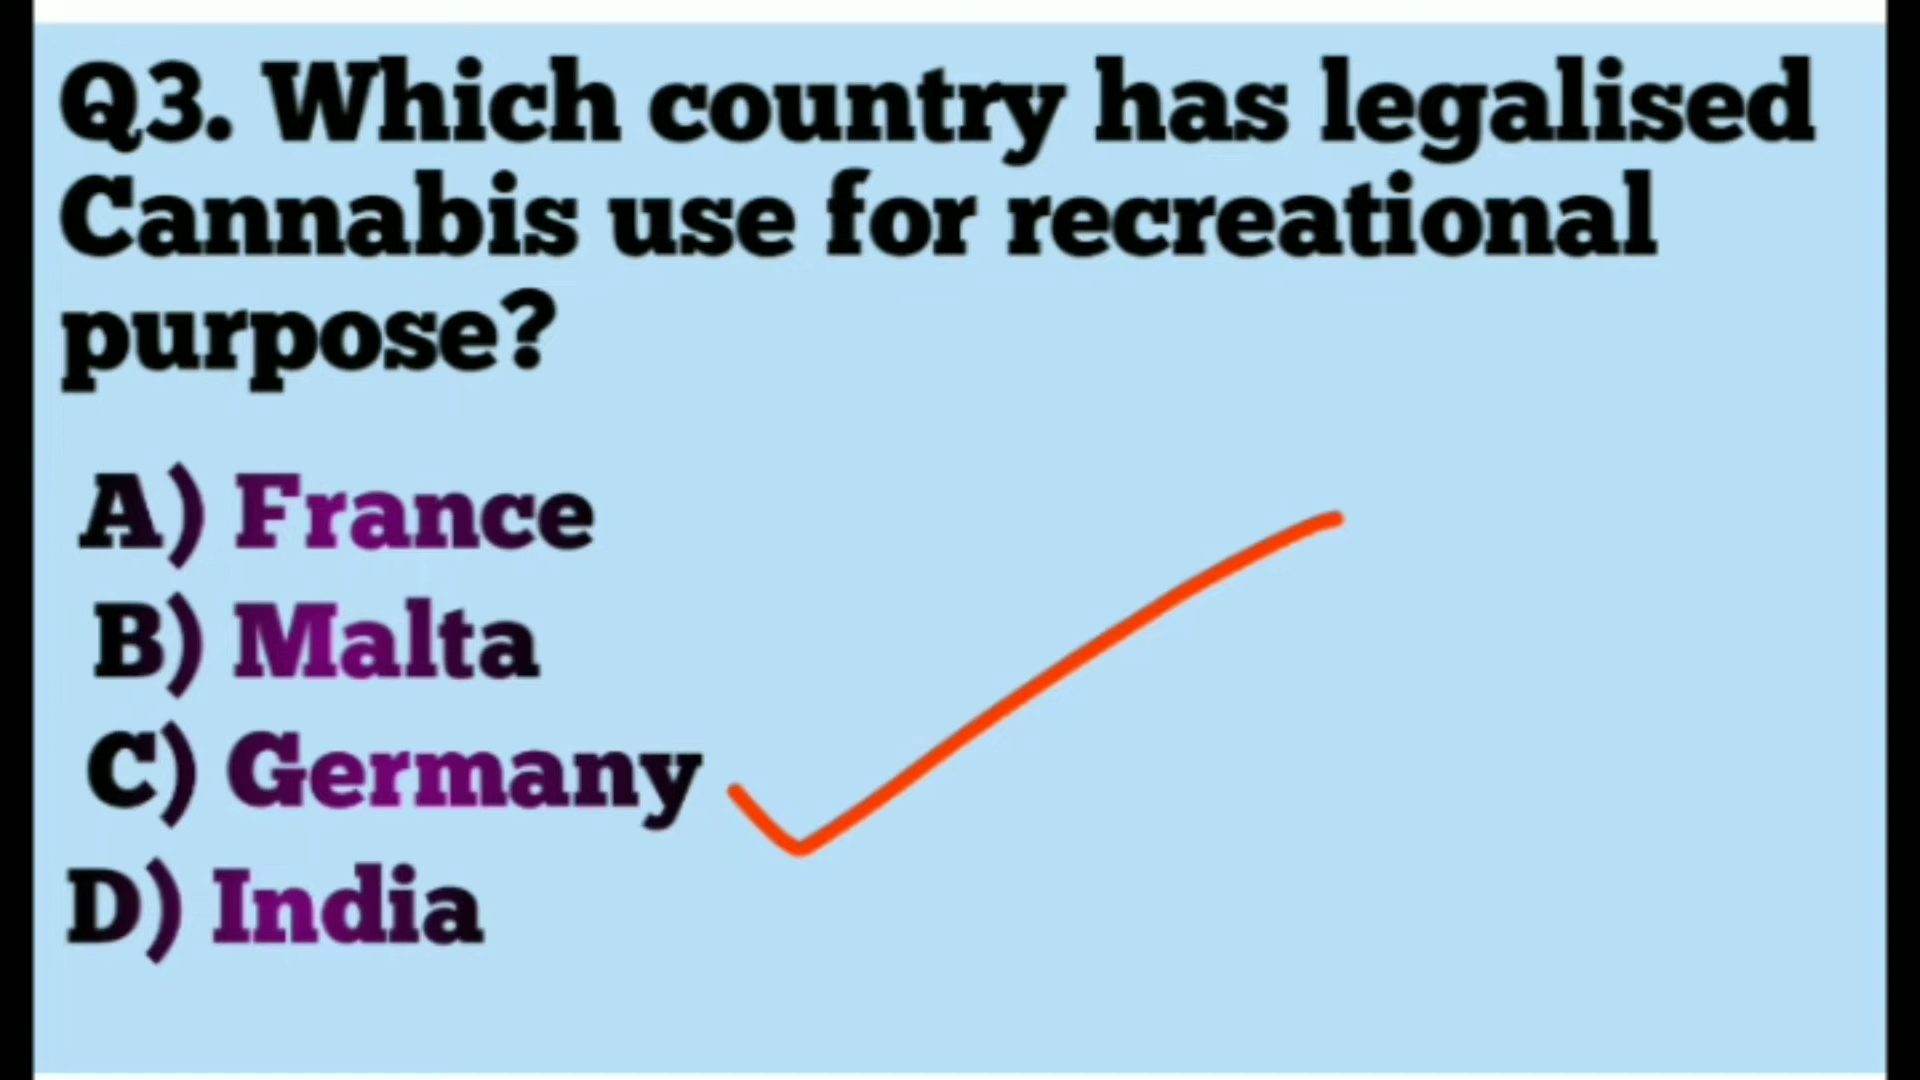 Q3. Which country has legalised
Cannabis use for recreational
purpose?
A) France
B) Malta
C) Germany
D) India